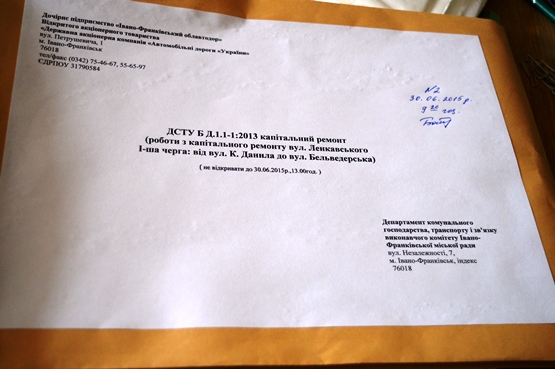 Дочірнє підприємство «Івано-Франківський облавтодор»
Відкритого акціонерного товариства
«Державна акціонерна компанія «Автомобільні дороги «України»
вул. Петрушевича, 1
м. Івано-Франківськ
76018
тел/факс (0342) 75-46-67, 55-65-97
ЄДРПОУ 31790584
№2
30.06.2015р.
9 20 год.
ДСТУ Б Д.1.1-1:2013 капітальний ремонт
(роботи з капітального ремонту вул. Ленкавського
I-ша черга: від вул. К. Данила до вул. Бельведерська)
( не відкривати до 30.06.2015р.,13.00год. )
Департамент комунального
господарства, транспорту і зв'язку
виконавчого комітету Івано-
Франківської міської ради
вул. Незалежності, 7,
м. Івано-Франківськ, індекс
76018